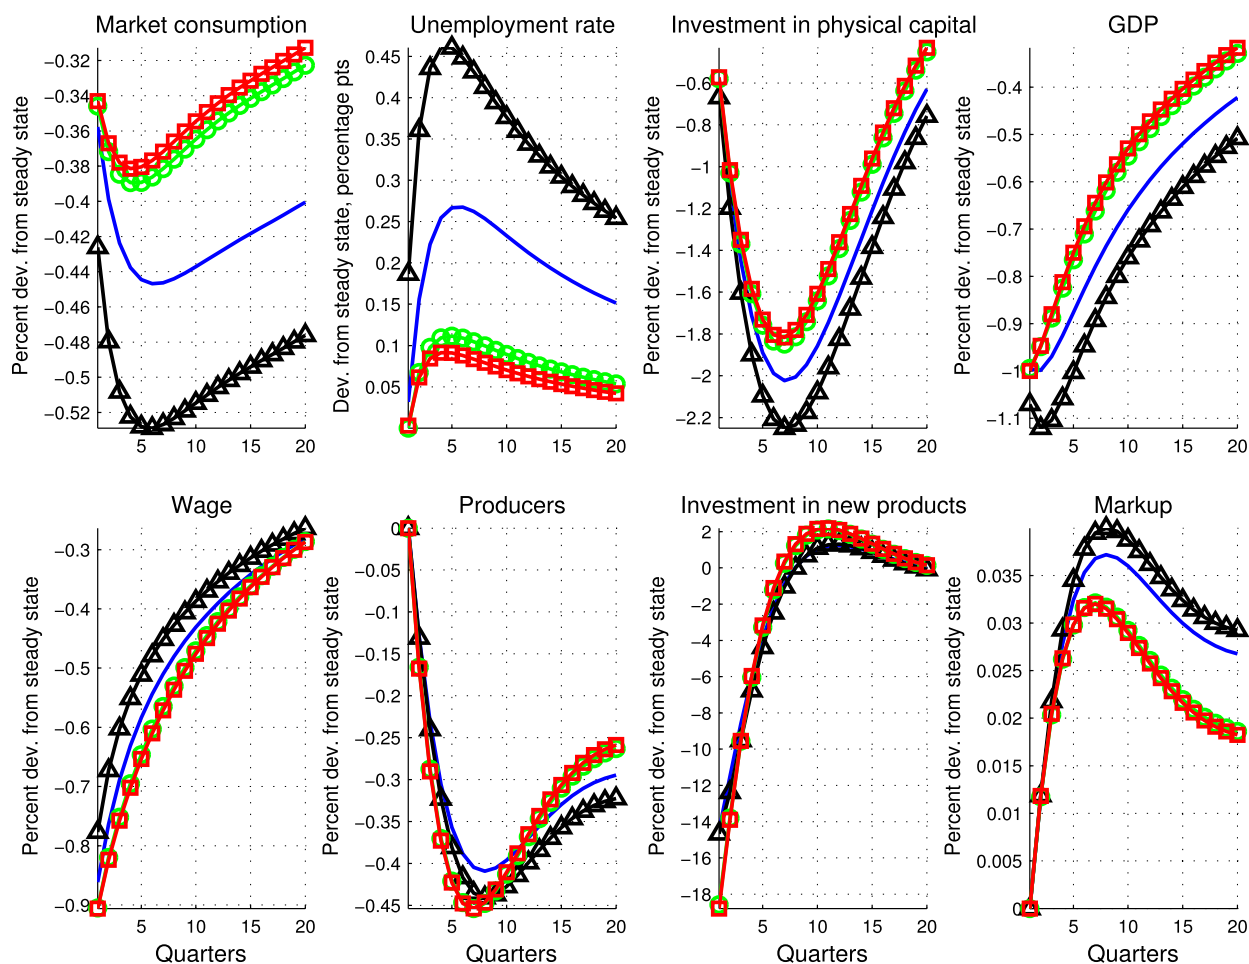 Market consumption
Percent dev. from steady state
−0.32
−0.34
−0.36
−0.38
−0.4
−0.42
−0.44
−0.46
−0.48
−0.5
−0.52
5 10 15 20
Unemployment rate
Dev. from steady state, percentage pts
0.45
0.4
0.35
0.3
0.25
0.2
0.15
0.1
0.05
5 10 15 20
Investment in physical capital
Percent dev. from steady state
−0.6
−0.8
−1
−1.2
−1.4
−1.6
−1.8
−2
−2.2
5 10 15 20
GDP
Percent dev. from steady state
−0.4
−0.5
−0.6
−0.7
−0.8
−0.9
−1
−1.1
5 10 15 20
Wage
Percent dev. from steady state
−0.3
−0.4
−0.5
−0.6
−0.7
−0.8
−0.9
5 10 15 20
Quarters
Producers
Percent dev. from steady state
0
−0.05
−0.1
−0.15
−0.2
−0.25
−0.3
−0.35
−0.4
−0.45
5 10 15 20
Quarters
Investment in new products
Percent dev. from steady state
2
0
−2
−4
−6
−8
−10
−12
−14
−16
−18
5 10 15 20
Quarters
Markup
Percent dev. from steady state
0.035
0.03
0.025
0.02
0.015
0.01
0.005
0
5 10 15 20
Quarters